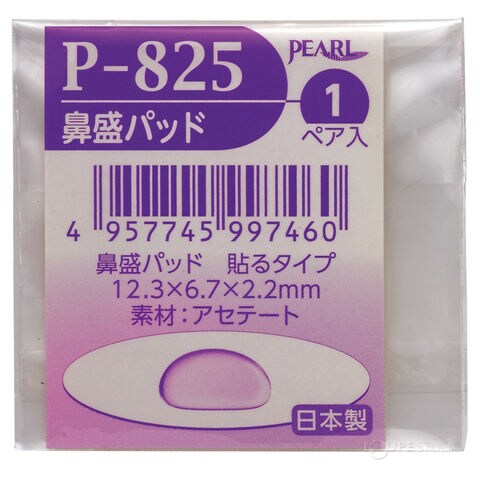 P-825
PEARL
鼻盛パッド
1
ペア入
4 957745 997460
鼻盛パッド 貼るタイプ
12.3×6.7×2.2mm
素材:アセテート
日本製